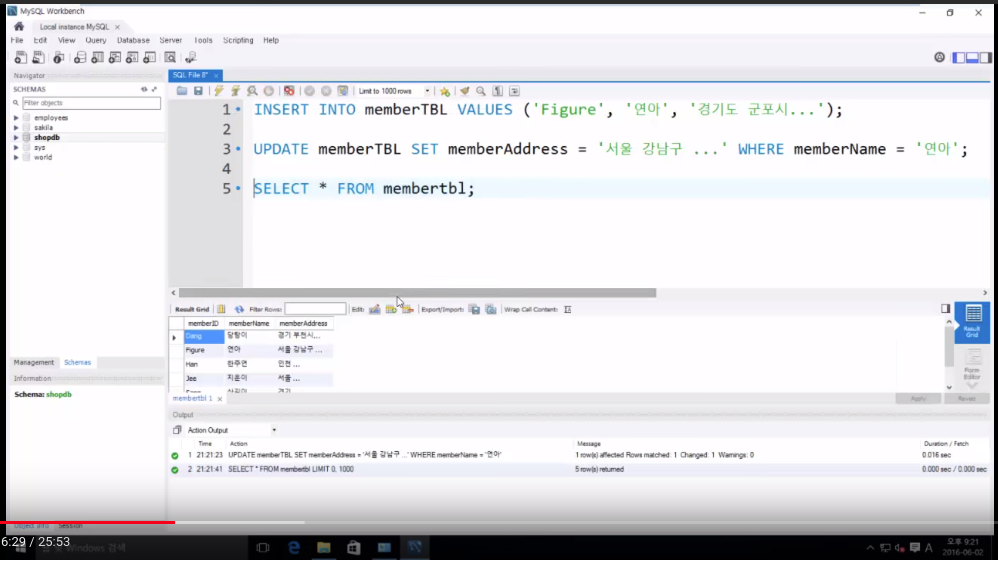 MySQL Workbench
Local instance MySQL ×
File Edit View Query Database Server Tools Scripting Help
Navigator
SCHEMAS
Filter objects
employees
sakila
shopdb
sys
world
Management Schemas
Information
Schema: shopdb
Object Info Session
SQL File 8* ×
Limit to 1000 rows
1 INSERT INTO memberTBL VALUES ('Figure', '연아', '경기도 군포시...');
2
3 UPDATE memberTBL SET memberAddress = '서울 강남구 ...' WHERE memberName = '연아';
4
5 SELECT * FROM membertbl;
Result Grid Filter Rows: Edit: Export/Import: Wrap Cell Content:
memberID memberName memberAddress
Dang 당탕이 경기 부천시...
Figure 연아 서울 강남구 ...
Han 한주연 인천 ...
Jee 지운이 서울 ...
Result Grid
Form Editor
membertbl 1 × Apply Revert
Output
Action Output
Time Action Message Duration / Fetch
1 21:21:23 UPDATE memberTBL SET memberAddress = '서울 강남구 ...' WHERE memberName = '연아' 1 row(s) affected Rows matched: 1 Changed: 1 Warnings: 0 0.016 sec
2 21:21:41 SELECT * FROM membertbl LIMIT 0, 1000 5 row(s) returned 0.000 sec / 0.000 sec
6:29 / 25:53
Windows 검색
A
오후 9:21
2016-06-02